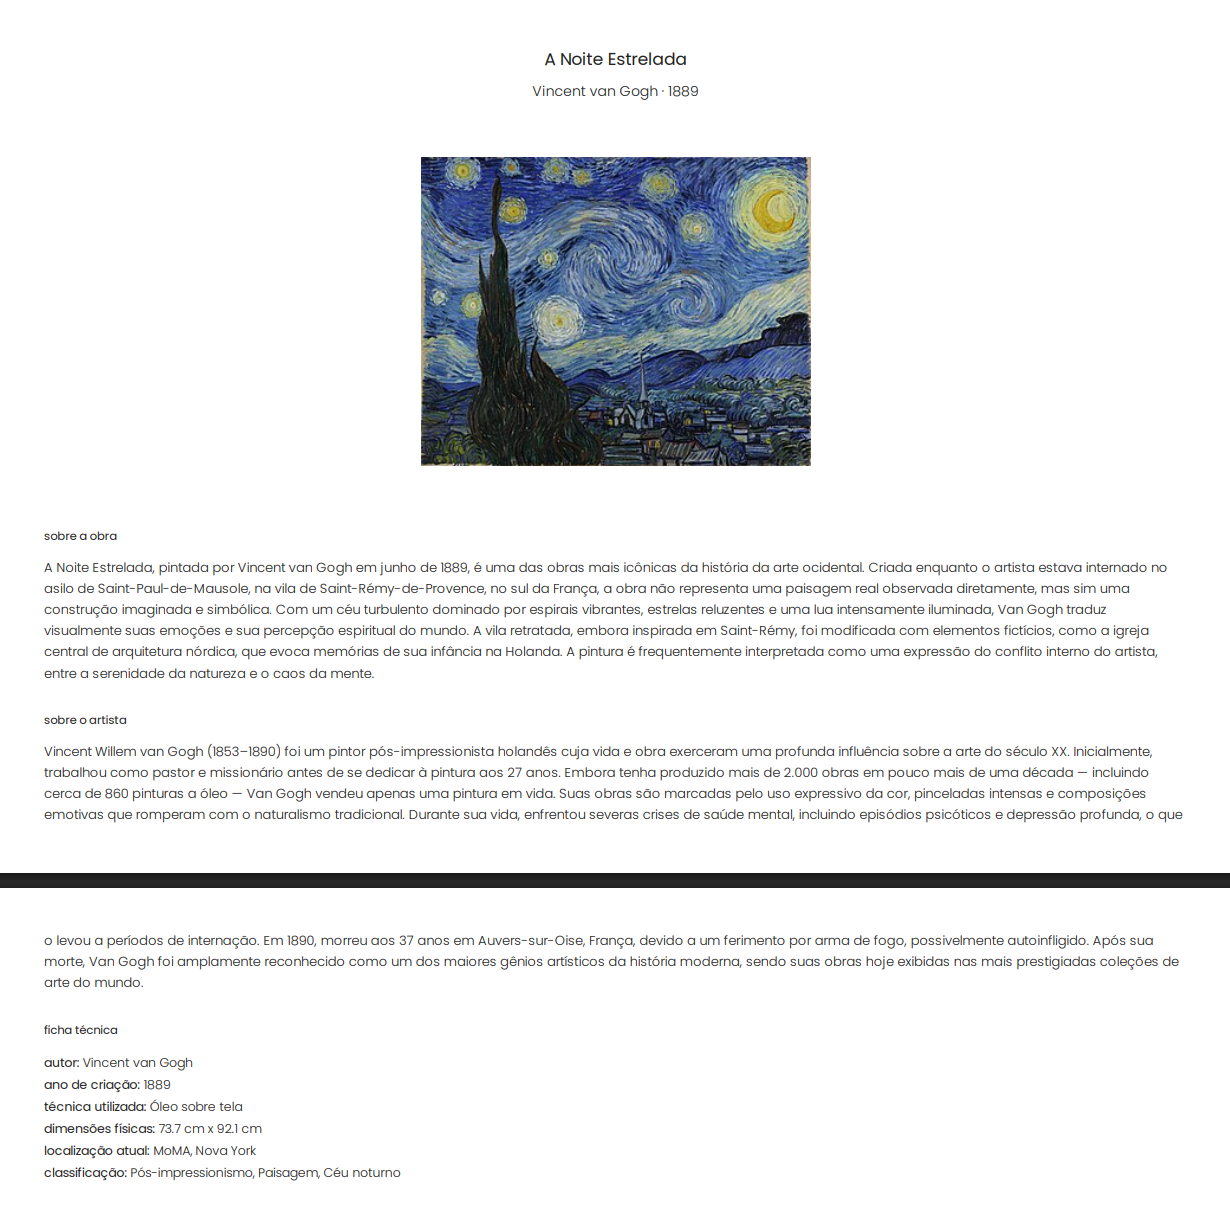 A Noite Estrelada
Vincent van Gogh · 1889
sobre a obra
A Noite Estrelada, pintada por Vincent van Gogh em junho de 1889, é uma das obras mais icônicas da história da arte ocidental. Criada enquanto o artista estava internado no
asilo de Saint-Paul-de-Mausole, na vila de Saint-Rémy-de-Provence, no sul da França, a obra não representa uma paisagem real observada diretamente, mas sim uma
construção imaginada e simbólica. Com um céu turbulento dominado por espirais vibrantes, estrelas reluzentes e uma lua intensamente iluminada, Van Gogh traduz
visualmente suas emoções e sua percepção espiritual do mundo. A vila retratada, embora inspirada em Saint-Rémy, foi modificada com elementos fictícios, como a igreja
central de arquitetura nórdica, que evoca memórias de sua infância na Holanda. A pintura é frequentemente interpretada como uma expressão do conflito interno do artista,
entre a serenidade da natureza e o caos da mente.
sobre o artista
Vincent Willem van Gogh (1853–1890) foi um pintor pós-impressionista holandês cuja vida e obra exerceram uma profunda influência sobre a arte do século XX. Inicialmente,
trabalhou como pastor e missionário antes de se dedicar à pintura aos 27 anos. Embora tenha produzido mais de 2.000 obras em pouco mais de uma década — incluindo
cerca de 860 pinturas a óleo — Van Gogh vendeu apenas uma pintura em vida. Suas obras são marcadas pelo uso expressivo da cor, pinceladas intensas e composições
emotivas que romperam com o naturalismo tradicional. Durante sua vida, enfrentou severas crises de saúde mental, incluindo episódios psicóticos e depressão profunda, o que
o levou a períodos de internação. Em 1890, morreu aos 37 anos em Auvers-sur-Oise, França, devido a um ferimento por arma de fogo, possivelmente autoinfligido. Após sua
morte, Van Gogh foi amplamente reconhecido como um dos maiores gênios artísticos da história moderna, sendo suas obras hoje exibidas nas mais prestigiadas coleções de
arte do mundo.
ficha técnica
autor: Vincent van Gogh
ano de criação: 1889
técnica utilizada: Óleo sobre tela
dimensões físicas: 73.7 cm x 92.1 cm
localização atual: MoMA, Nova York
classificação: Pós-impressionismo, Paisagem, Céu noturno